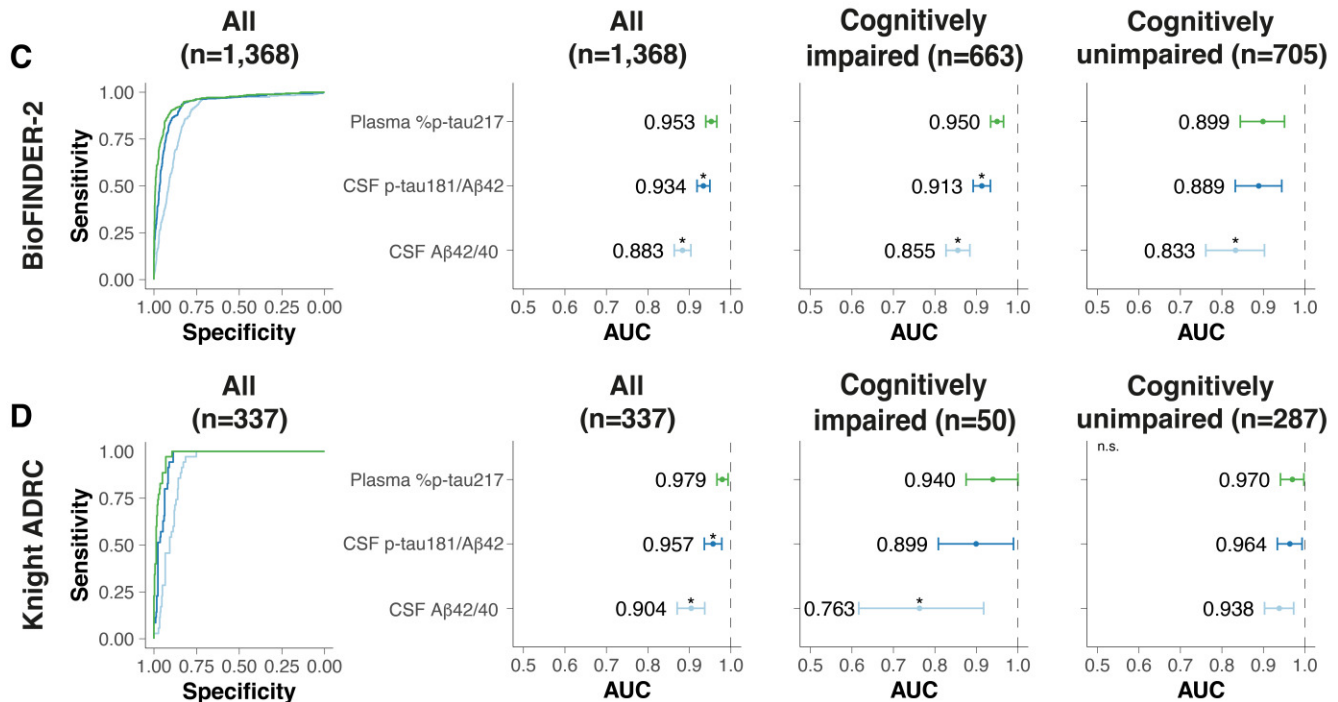 C
BioFINDER-2
All
(n=1,368)
Sensitivity
1.00
0.75
0.50
0.25
0.00
1.00 0.75 0.50 0.25 0.00
Specificity
All
(n=1,368)
Plasma %p-tau217
CSF p-tau181/Aβ42
CSF Aβ42/40
0.953
*
0.934
*
0.883
0.5 0.6 0.7 0.8 0.9 1.0
AUC
Cognitively
impaired (n=663)
0.950
*
0.913
*
0.855
0.5 0.6 0.7 0.8 0.9 1.0
AUC
Cognitively
unimpaired (n=705)
0.899
0.889
*
0.833
0.5 0.6 0.7 0.8 0.9 1.0
AUC
D
Knight ADRC
All
(n=337)
Sensitivity
1.00
0.75
0.50
0.25
0.00
1.00 0.75 0.50 0.25 0.00
Specificity
All
(n=337)
Plasma %p-tau217
CSF p-tau181/Aβ42
CSF Aβ42/40
0.979
*
0.957
*
0.904
0.5 0.6 0.7 0.8 0.9 1.0
AUC
Cognitively
impaired (n=50)
0.940
0.899
*
0.763
0.5 0.6 0.7 0.8 0.9 1.0
AUC
Cognitively
unimpaired (n=287)
n.s.
0.970
0.964
0.938
0.5 0.6 0.7 0.8 0.9 1.0
AUC